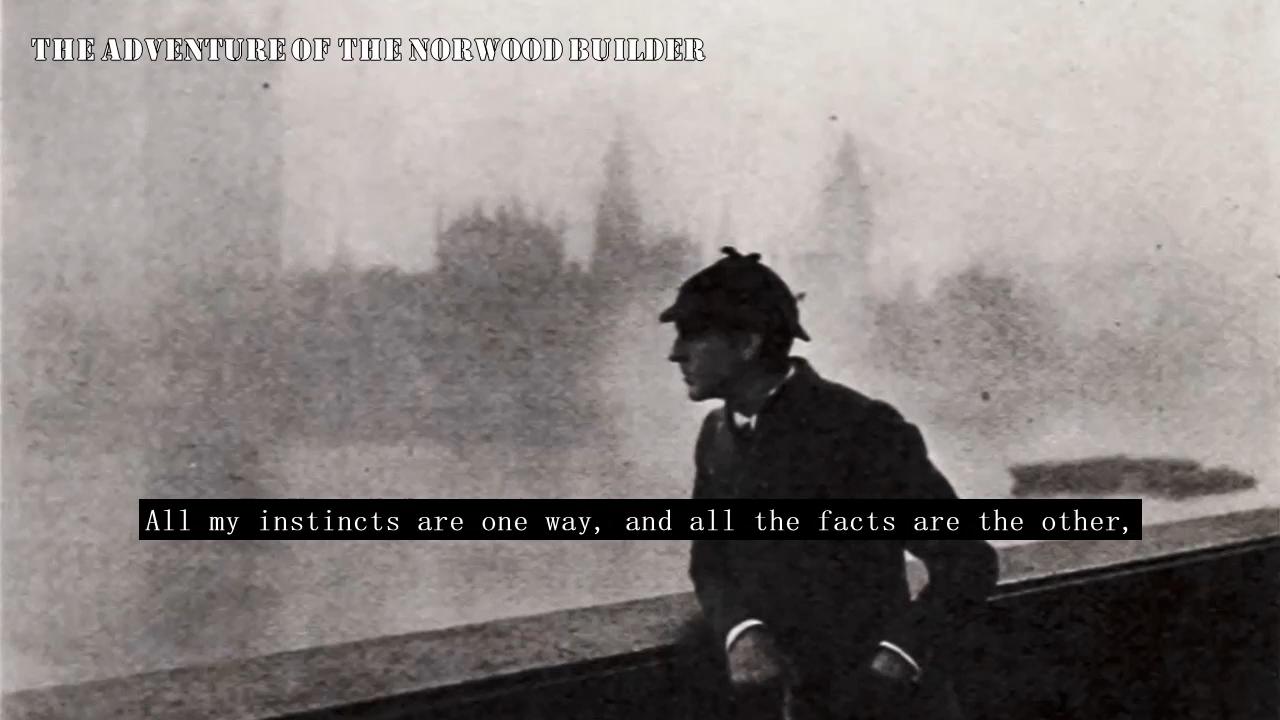 THE ADVENTURE OF THE NORWOOD BUILDER
All my instincts are one way, and all the facts are the other,